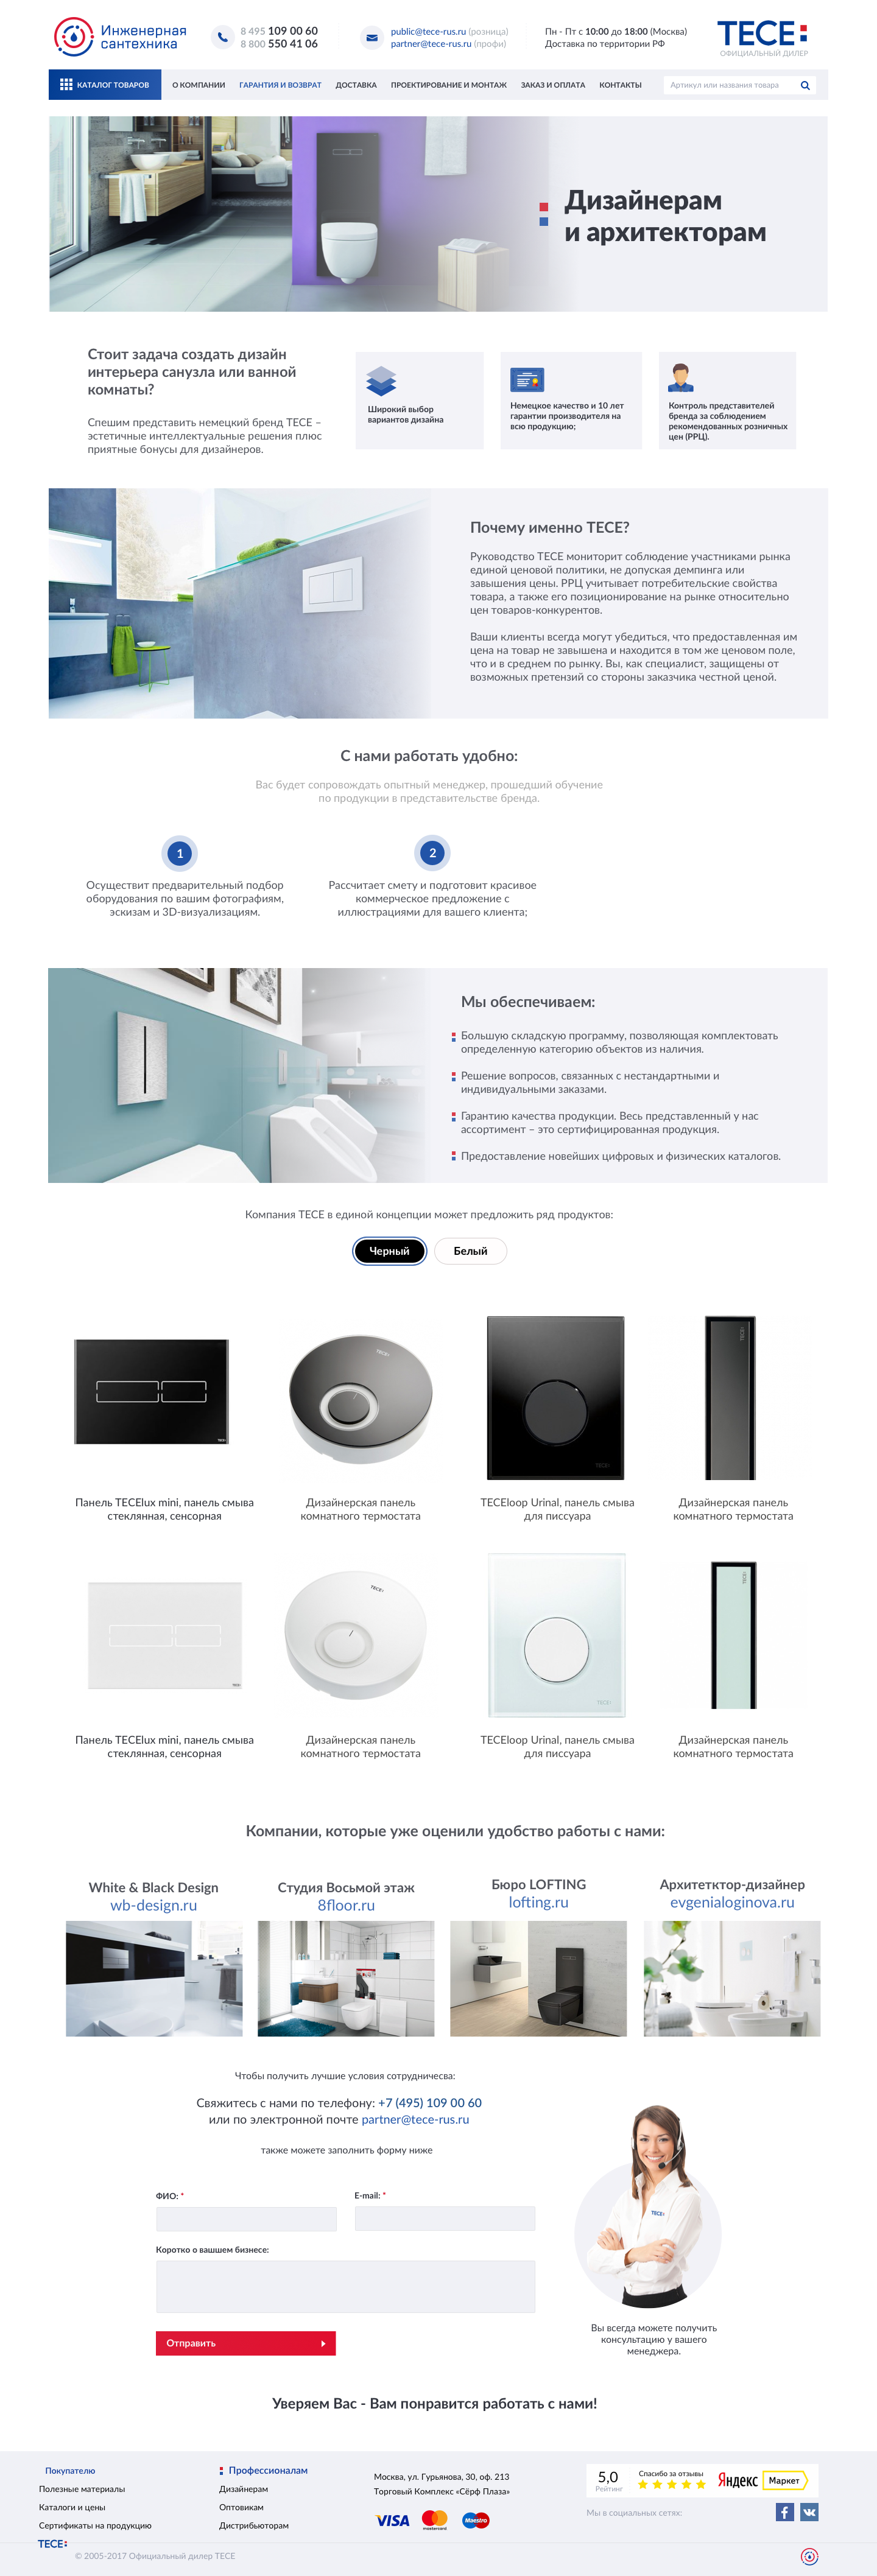 Инженерная
сантехника
8 495 109 00 60
8 800 550 41 06
public@tece-rus.ru (розница)
partner@tece-rus.ru (профи)
Пн - Пт с 10:00 до 18:00 (Москва)
Доставка по территории РФ
TECE
ОФИЦИАЛЬНЫЙ ДИЛЕР
КАТАЛОГ ТОВАРОВ
О КОМПАНИИ
ГАРАНТИЯ И ВОЗВРАТ
ДОСТАВКА
ПРОЕКТИРОВАНИЕ И МОНТАЖ
ЗАКАЗ И ОПЛАТА
КОНТАКТЫ
Артикул или названия товара
Дизайнерам
и архитекторам
Стоит задача создать дизайн
интерьера санузла или ванной
комнаты?
Спешим представить немецкий бренд TECE –
эстетичные интеллектуальные решения плюс
приятные бонусы для дизайнеров.
Широкий выбор
вариантов дизайна
Немецкое качество и 10 лет
гарантии производителя на
всю продукцию;
Контроль представителей
бренда за соблюдением
рекомендованных розничных
цен (РРЦ).
Почему именно TECE?
Руководство TECE мониторит соблюдение участниками рынка
единой ценовой политики, не допуская демпинга или
завышения цены. РРЦ учитывает потребительские свойства
товара, а также его позиционирование на рынке относительно
цен товаров-конкурентов.
Ваши клиенты всегда могут убедиться, что предоставленная им
цена на товар не завышена и находится в том же ценовом поле,
что и в среднем по рынку. Вы, как специалист, защищены от
возможных претензий со стороны заказчика честной ценой.
С нами работать удобно:
Вас будет сопровождать опытный менеджер, прошедший обучение
по продукции в представительстве бренда.
1
Осуществит предварительный подбор
оборудования по вашим фотографиям,
эскизам и 3D-визуализациям.
2
Рассчитает смету и подготовит красивое
коммерческое предложение с
иллюстрациями для вашего клиента;
Мы обеспечиваем:
Большую складскую программу, позволяющая комплектовать
определенную категорию объектов из наличия.
Решение вопросов, связанных с нестандартными и
индивидуальными заказами.
Гарантию качества продукции. Весь представленный у нас
ассортимент – это сертифицированная продукция.
Предоставление новейших цифровых и физических каталогов.
Компания TECE в единой концепции может предложить ряд продуктов:
Черный
Белый
TECE
TECE
TECE
TECE
Панель TECElux mini, панель смыва
стеклянная, сенсорная
Дизайнерская панель
комнатного термостата
TECEloop Urinal, панель смыва
для писсуара
Дизайнерская панель
комнатного термостата
TECE
TECE
TECE
TECE
Панель TECElux mini, панель смыва
стеклянная, сенсорная
Дизайнерская панель
комнатного термостата
TECEloop Urinal, панель смыва
для писсуара
Дизайнерская панель
комнатного термостата
Компании, которые уже оценили удобство работы с нами:
White & Black Design
wb-design.ru
Студия Восьмой этаж
8floor.ru
Бюро LOFTING
lofting.ru
Архитетктор-дизайнер
evgenialoginova.ru
Чтобы получить лучшие условия сотрудничесва:
Свяжитесь с нами по телефону: +7 (495) 109 00 60
или по электронной почте partner@tece-rus.ru
также можете заполнить форму ниже
ФИО: *
E-mail: *
Коротко о вашшем бизнесе:
Отправить
TECE
Вы всегда можете получить
консультацию у вашего
менеджера.
Уверяем Вас - Вам понравится работать с нами!
Покупателю
Полезные материалы
Каталоги и цены
Сертификаты на продукцию
Профессионалам
Дизайнерам
Оптовикам
Дистрибьюторам
Москва, ул. Гурьянова, 30, оф. 213
Торговый Комплекс «Сёрф Плаза»
VISA
mastercard
Maestro
5,0
Рейтинг
Спасибо за отзывы
Яндекс
Маркет
Мы в социальных сетях:
TECE
© 2005-2017 Официальный дилер TECE